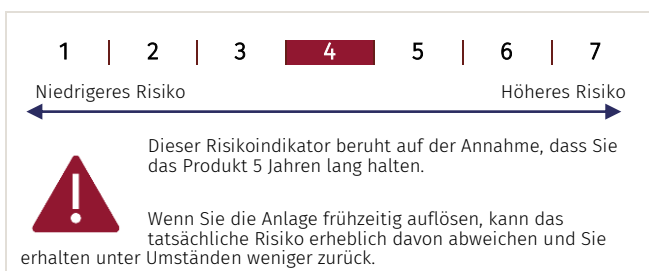 1 | 2 | 3 | 4 | 5 | 6 | 7
Niedrigeres Risiko Höheres Risiko
Dieser Risikoindikator beruht auf der Annahme, dass Sie
das Produkt 5 Jahren lang halten.
Wenn Sie die Anlage frühzeitig auflösen, kann das
tatsächliche Risiko erheblich davon abweichen und Sie
erhalten unter Umständen weniger zurück.